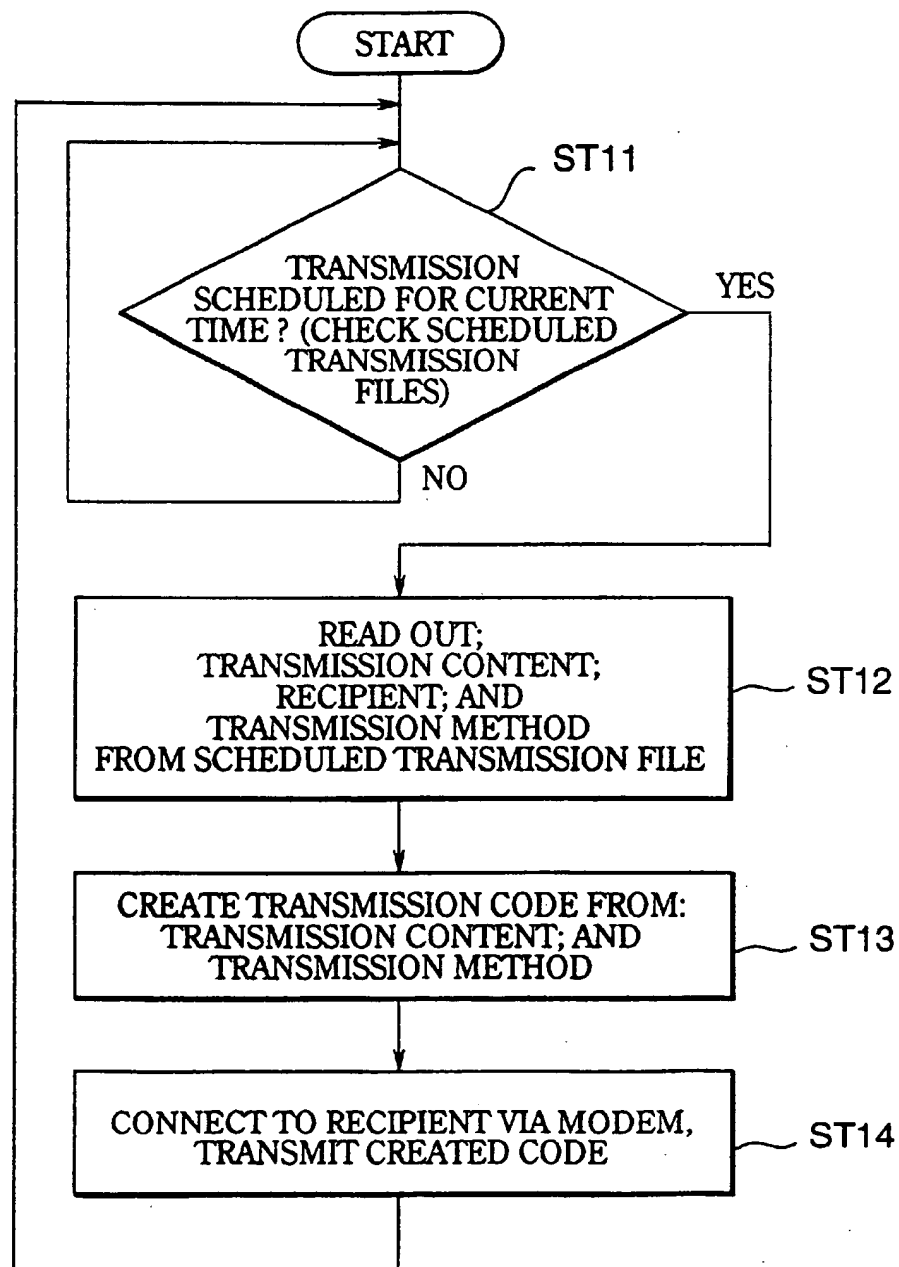 START
ST11
TRANSMISSION
SCHEDULED FOR CURRENT
TIME ? (CHECK SCHEDULED
TRANSMISSION
FILES)
YES
NO
READ OUT;
TRANSMISSION CONTENT;
RECIPIENT; AND
TRANSMISSION METHOD
FROM SCHEDULED TRANSMISSION FILE
ST12
CREATE TRANSMISSION CODE FROM:
TRANSMISSION CONTENT; AND
TRANSMISSION METHOD
ST13
CONNECT TO RECIPIENT VIA MODEM,
TRANSMIT CREATED CODE
ST14